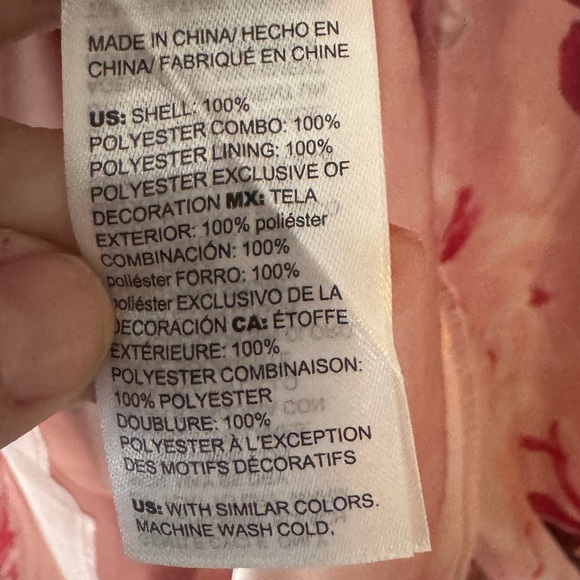 MADE IN CHINA/ HECHO EN
CHINA/ FABRIQUÉ EN CHINE
US: SHELL: 100%
POLYESTER COMBO: 100%
POLYESTER LINING: 100%
POLYESTER EXCLUSIVE OF
DECORATION MX: TELA
EXTERIOR: 100% poliéster
COMBINACIÓN: 100%
poliéster FORRO: 100%
poliéster EXCLUSIVO DE LA
DECORACIÓN CA: ÉTOFFE
EXTÉRIEURE: 100%
POLYESTER COMBINAISON:
100% POLYESTER
DOUBLURE: 100%
POLYESTER À L'EXCEPTION
DES MOTIFS DÉCORATIFS
US: WITH SIMILAR COLORS.
MACHINE WASH COLD,